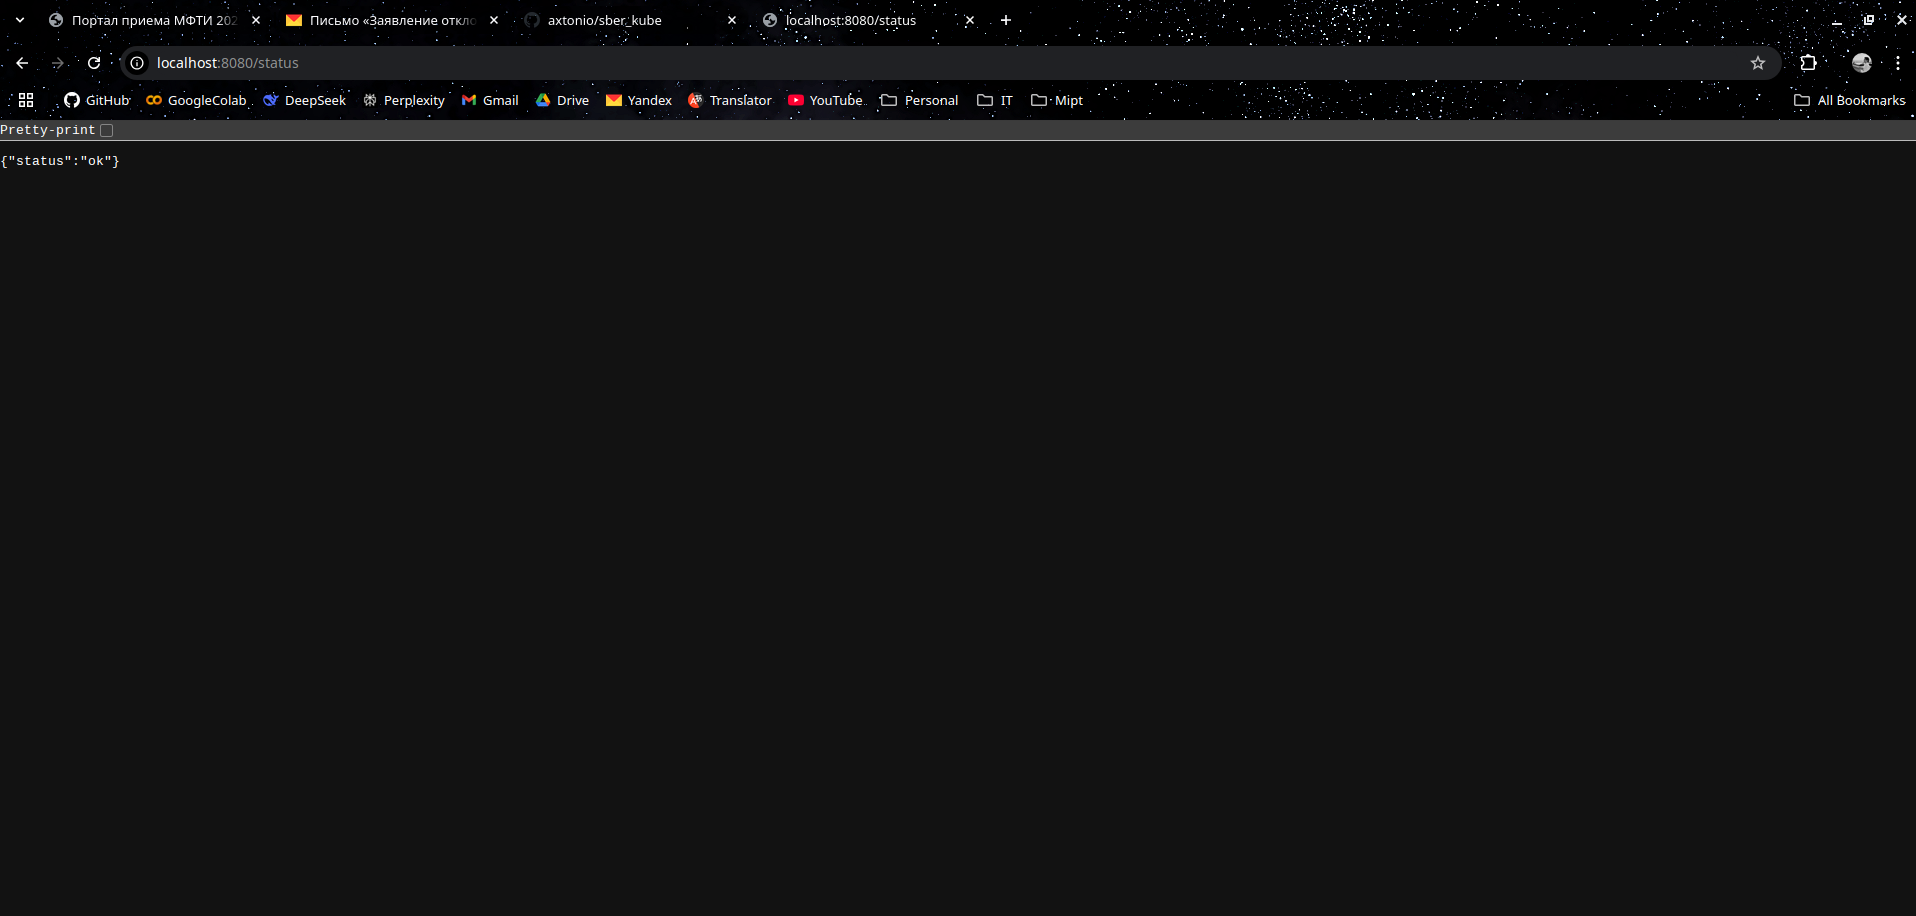 Портал приема МФТИ 202
Письмо «Заявление откло
axtonio/sber_kube
localhost:8080/status
localhost:8080/status
GitHub
GoogleColab
DeepSeek
Perplexity
Gmail
Drive
Yandex
Translator
YouTube
Personal
IT
Mipt
All Bookmarks
Pretty-print
{"status":"ok"}